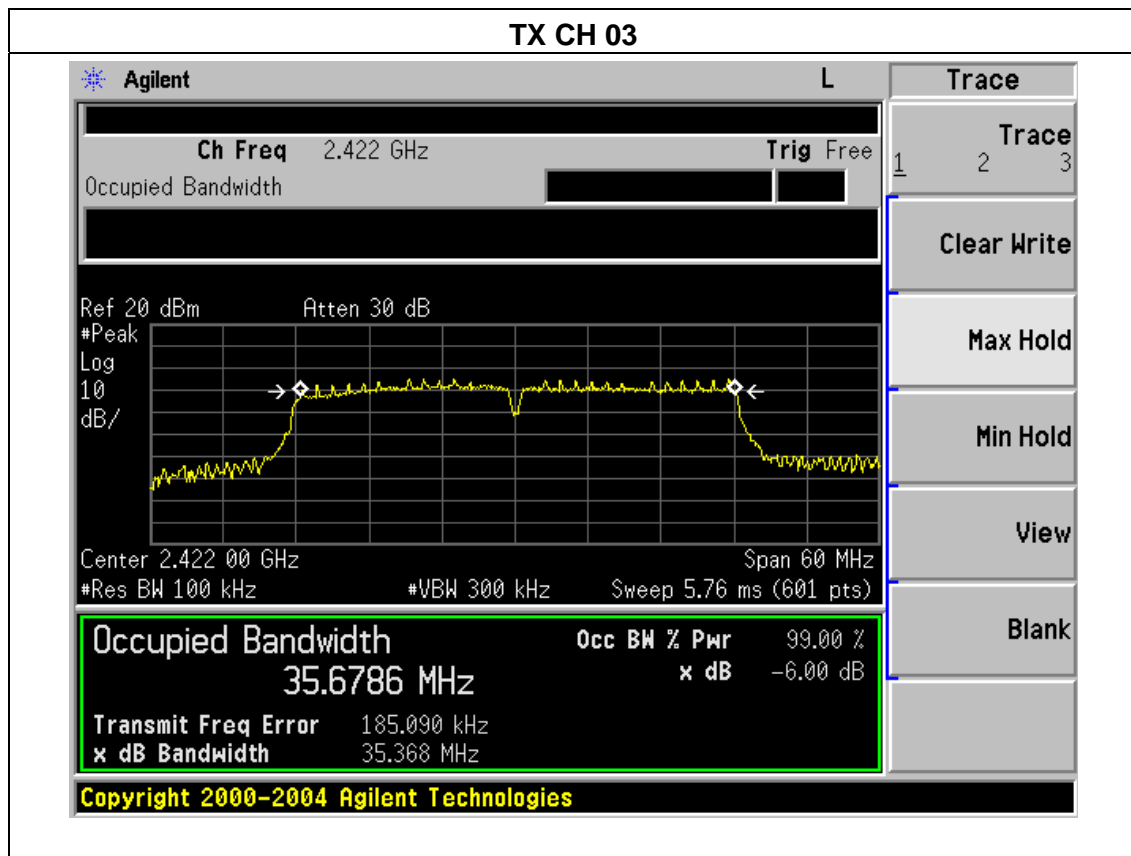 TX CH 03
Agilent L Trace
Ch Freq 2.422 GHz Trig Free
Occupied Bandwidth
Trace
1 2 3
Clear Write
Max Hold
Min Hold
View
Blank
Ref 20 dBm Atten 30 dB
#Peak
Log
10
dB/
Center 2.422 00 GHz Span 60 MHz
#Res BW 100 kHz #VBW 300 kHz Sweep 5.76 ms (601 pts)
Occupied Bandwidth Occ BW % Pwr 99.00 %
35.6786 MHz x dB -6.00 dB
Transmit Freq Error 185.090 kHz
x dB Bandwidth 35.368 MHz
Copyright 2000-2004 Agilent Technologies